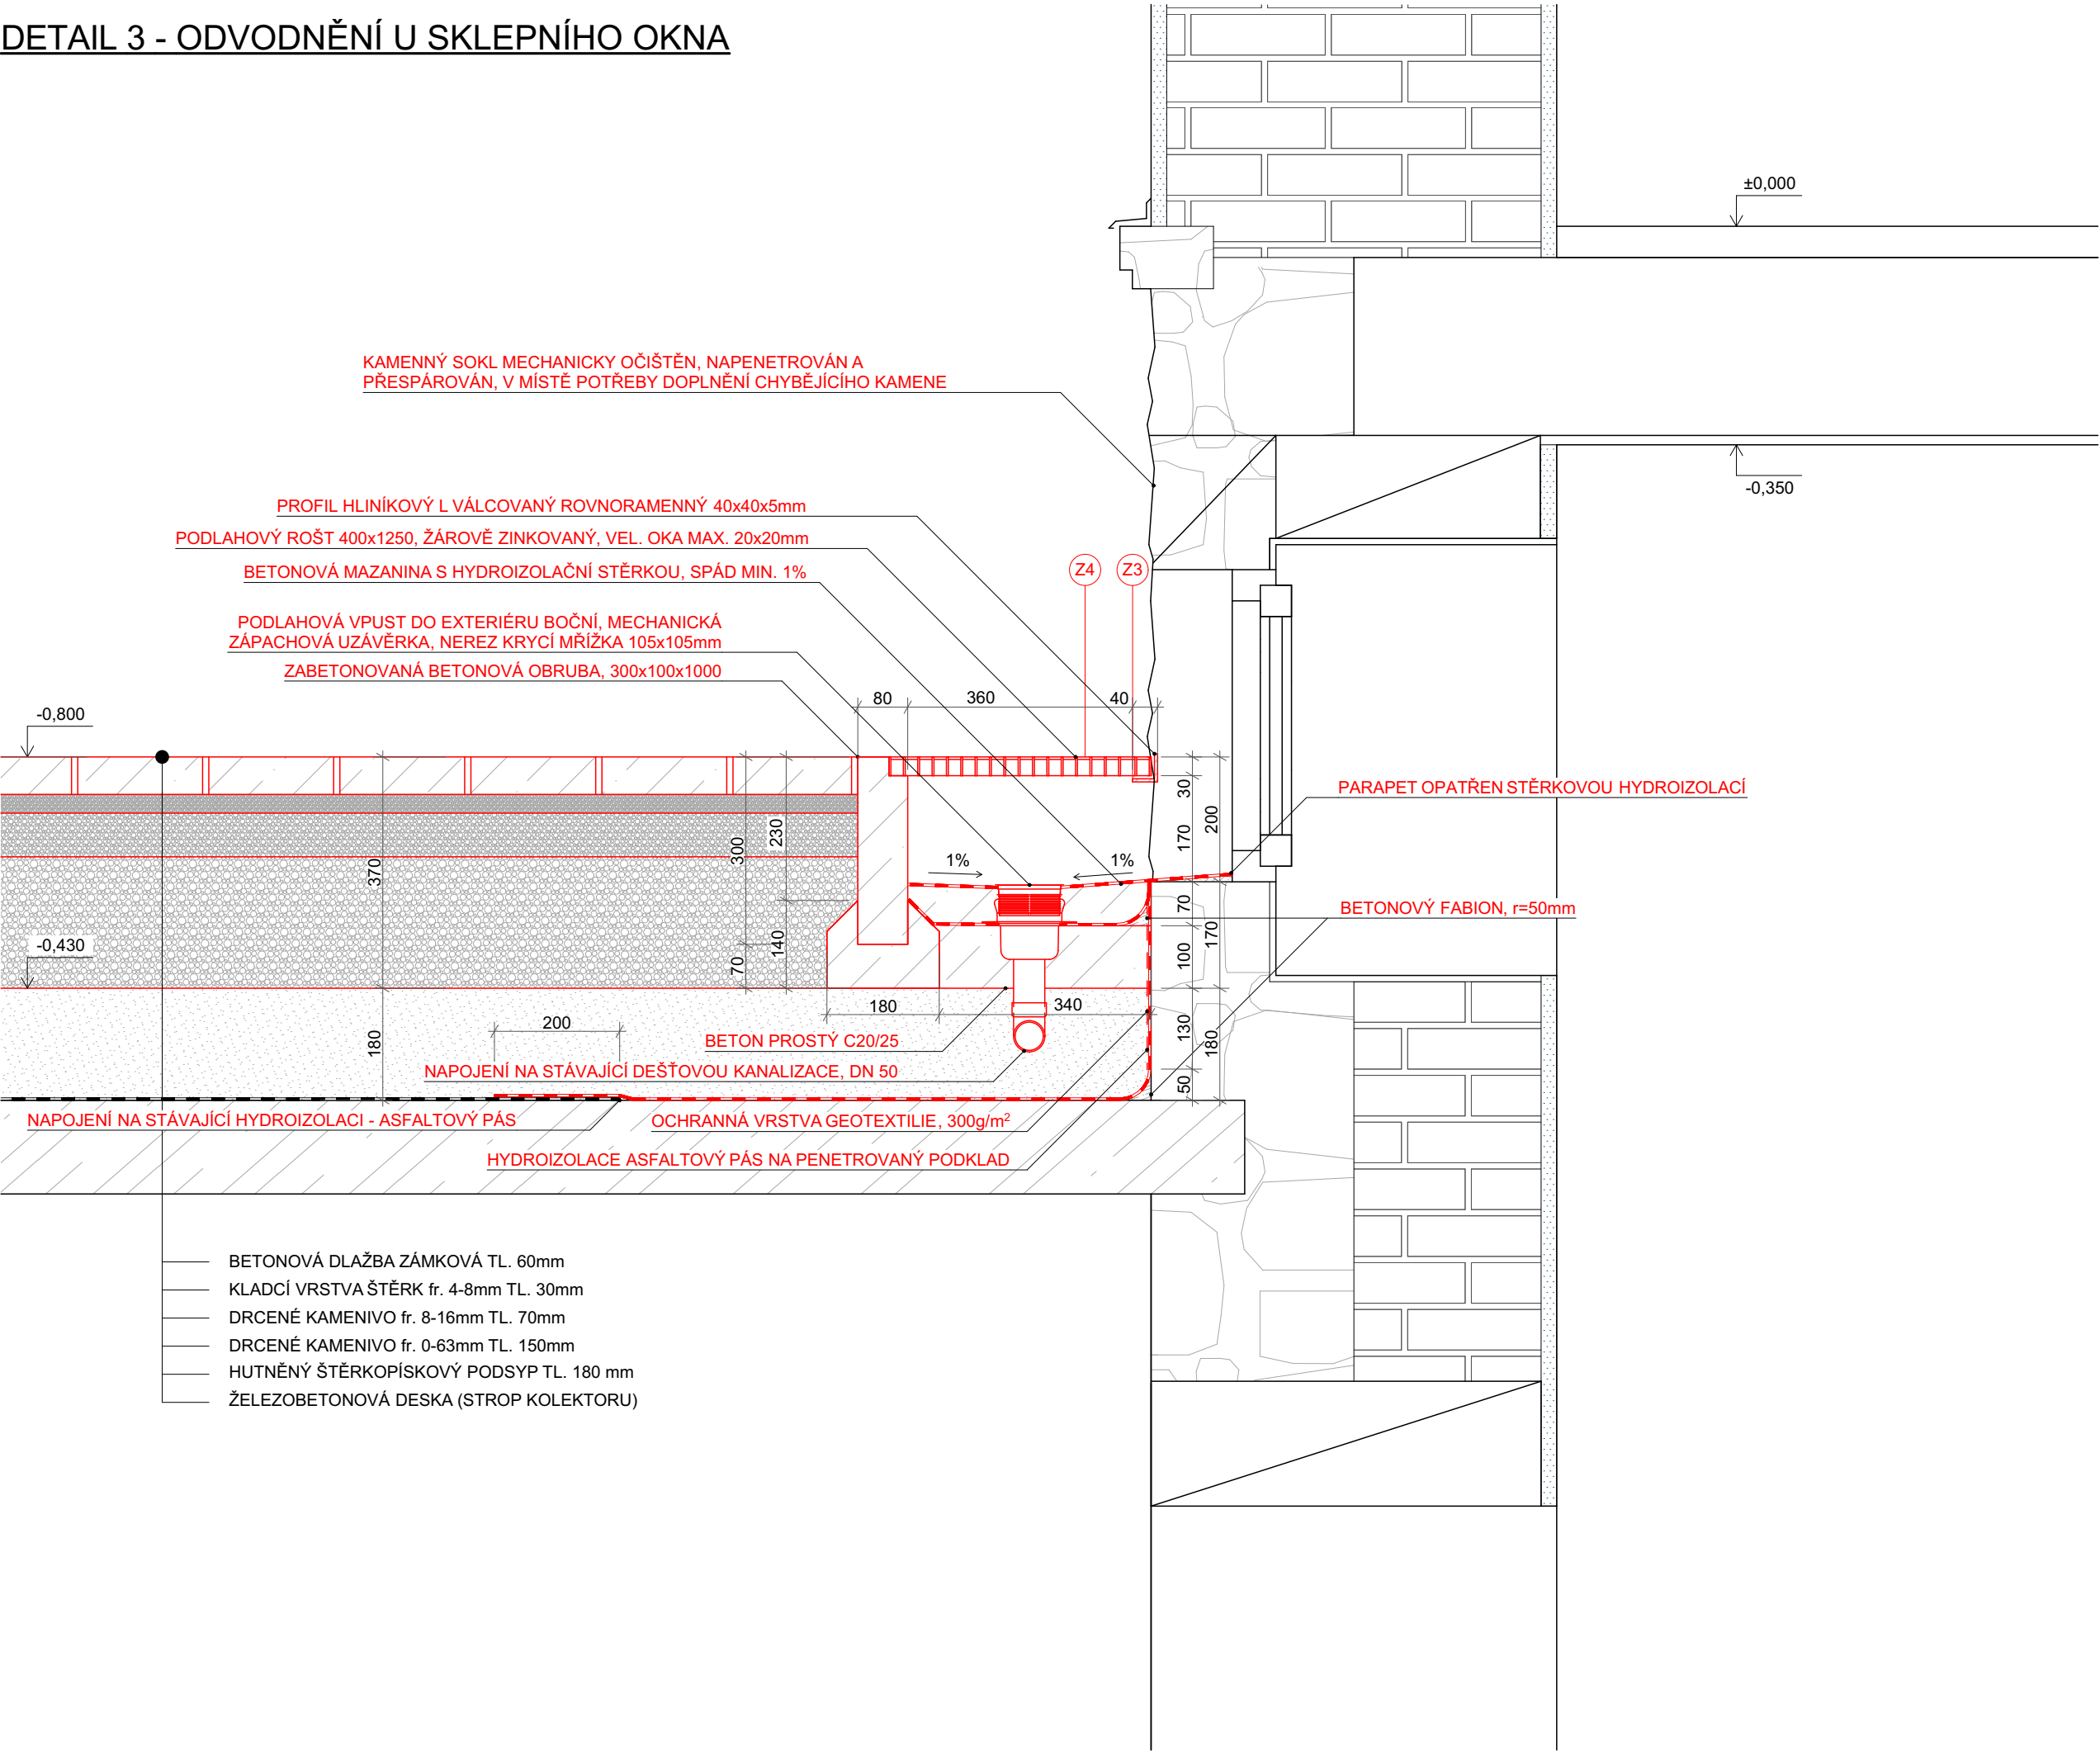 DETAIL 3 - ODVODNĚNÍ U SKLEPNÍHO OKNA
±0,000
-0,350
KAMENNÝ SOKL MECHANICKY OČIŠTĚN, NAPENETROVÁN A
PŘESPÁROVÁN, V MÍSTĚ POTŘEBY DOPLNĚNÍ CHYBĚJÍCÍHO KAMENE
PROFIL HLINÍKOVÝ L VÁLCOVANÝ ROVNORAMENNÝ 40x40x5mm
PODLAHOVÝ ROŠT 400x1250, ŽÁROVĚ ZINKOVANÝ, VEL. OKA MAX. 20x20mm
BETONOVÁ MAZANINA S HYDROIZOLAČNÍ STĚRKOU, SPÁD MIN. 1%
Z4
Z3
PODLAHOVÁ VPUST DO EXTERIÉRU BOČNÍ, MECHANICKÁ
ZÁPACHOVÁ UZÁVĚRKA, NEREZ KRYCÍ MŘÍŽKA 105x105mm
ZABETONOVANÁ BETONOVÁ OBRUBA, 300x100x1000
80
360
40
-0,800
30
200
170
PARAPET OPATŘEN STĚRKOVOU HYDROIZOLACÍ
370
300
230
1%
1%
70
170
BETONOVÝ FABION, r=50mm
-0,430
70
140
100
180
340
200
180
130
180
BETON PROSTÝ C20/25
NAPOJENÍ NA STÁVAJÍCÍ DEŠŤOVOU KANALIZACE, DN 50
50
NAPOJENÍ NA STÁVAJÍCÍ HYDROIZOLACI - ASFALTOVÝ PÁS
OCHRANNÁ VRSTVA GEOTEXTILIE, 300g/m²
HYDROIZOLACE ASFALTOVÝ PÁS NA PENETROVANÝ PODKLAD
BETONOVÁ DLAŽBA ZÁMKOVÁ TL. 60mm
KLADCÍ VRSTVA ŠTĚRK fr. 4-8mm TL. 30mm
DRCENÉ KAMENIVO fr. 8-16mm TL. 70mm
DRCENÉ KAMENIVO fr. 0-63mm TL. 150mm
HUTNĚNÝ ŠTĚRKOPÍSKOVÝ PODSYP TL. 180 mm
ŽELEZOBETONOVÁ DESKA (STROP KOLEKTORU)